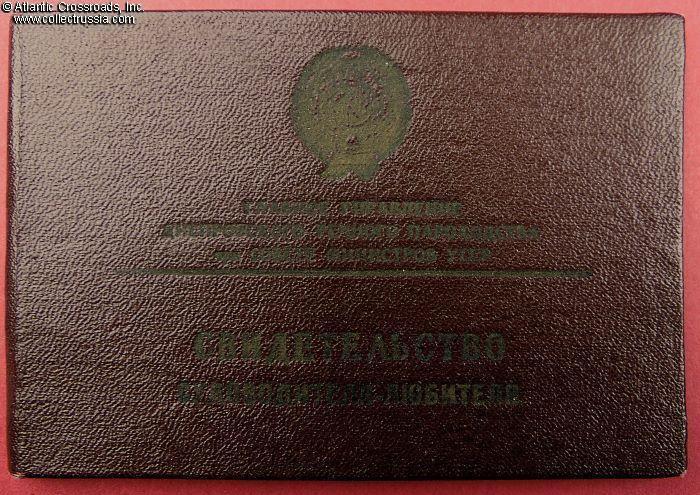 © Atlantic Crossroads, Inc.
www.collectrussia.com
ГЛАВНОЕ УПРАВЛЕНИЕ
ДНЕПРОВСКОГО РЕЧНОГО ПАРОХОДСТВА
при СОВЕТЕ МИНИСТРОВ УССР
СВИДЕТЕЛЬСТВО
СУДОВОДИТЕЛЯ-ЛЮБИТЕЛЯ